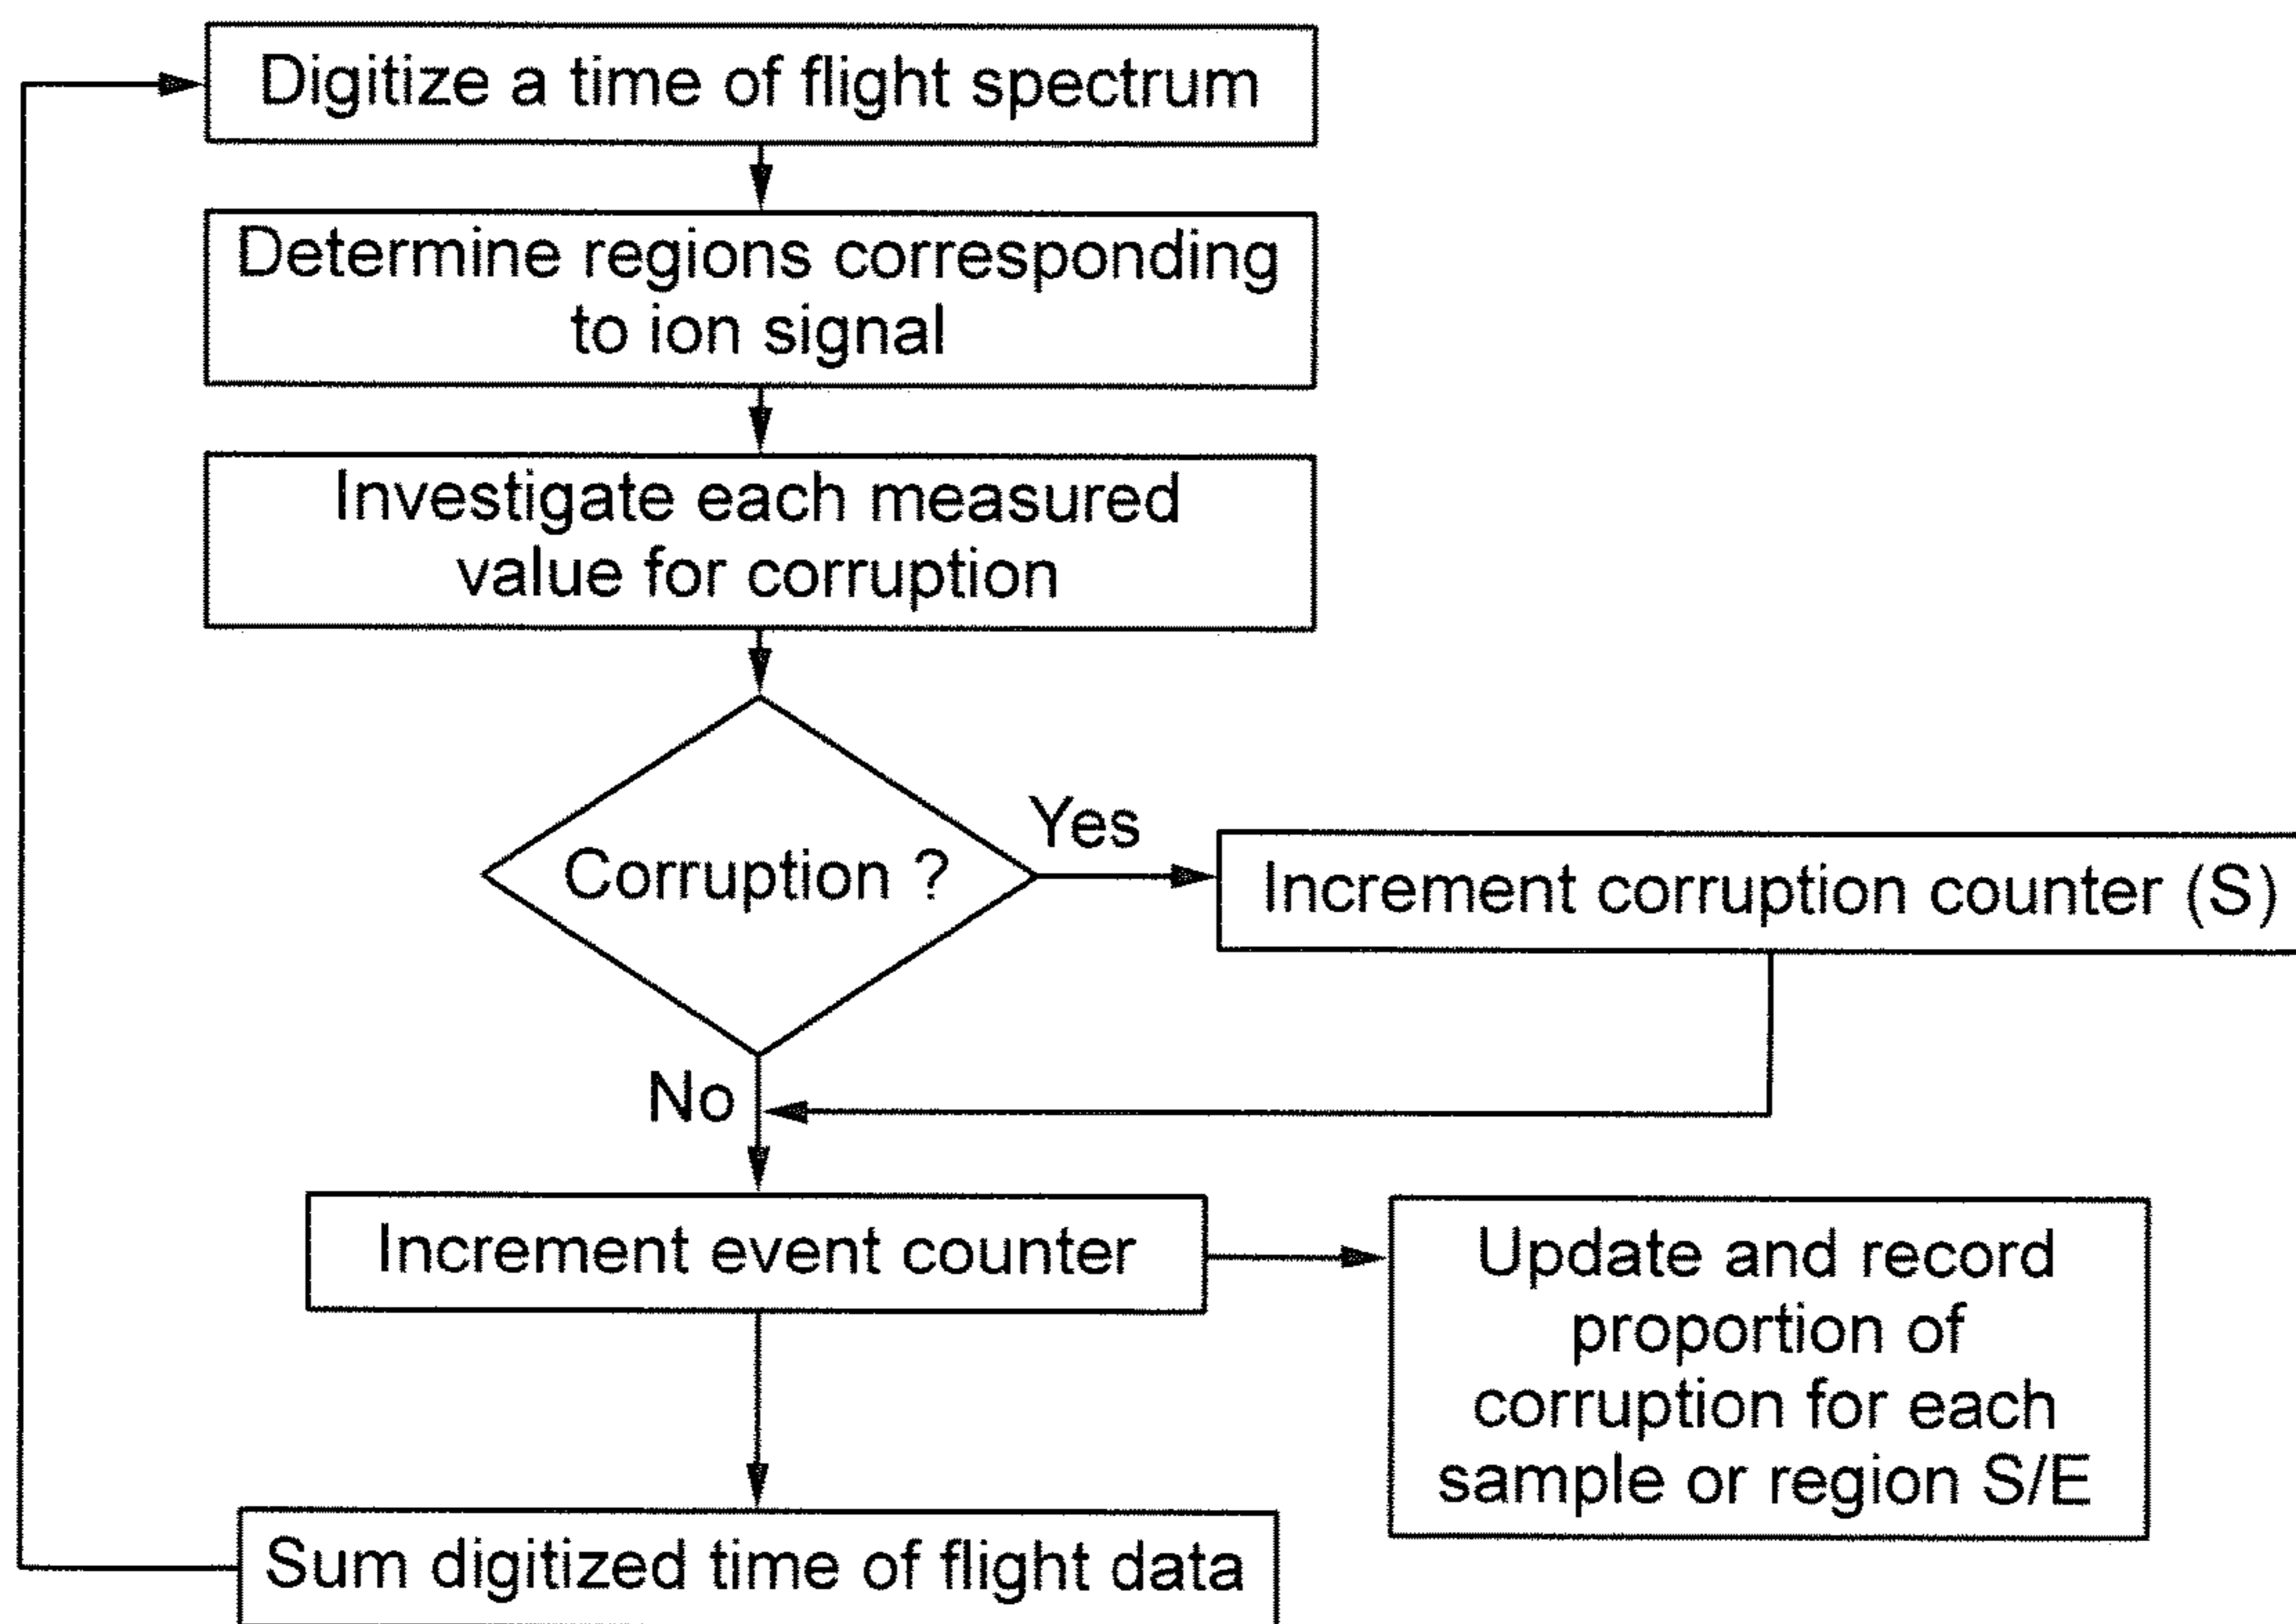 Digitize a time of flight spectrum
Determine regions corresponding
to ion signal
Investigate each measured
value for corruption
Corruption ?
Yes
Increment corruption counter (S)
No
Increment event counter
Update and record
proportion of
corruption for each
sample or region S/E
Sum digitized time of flight data